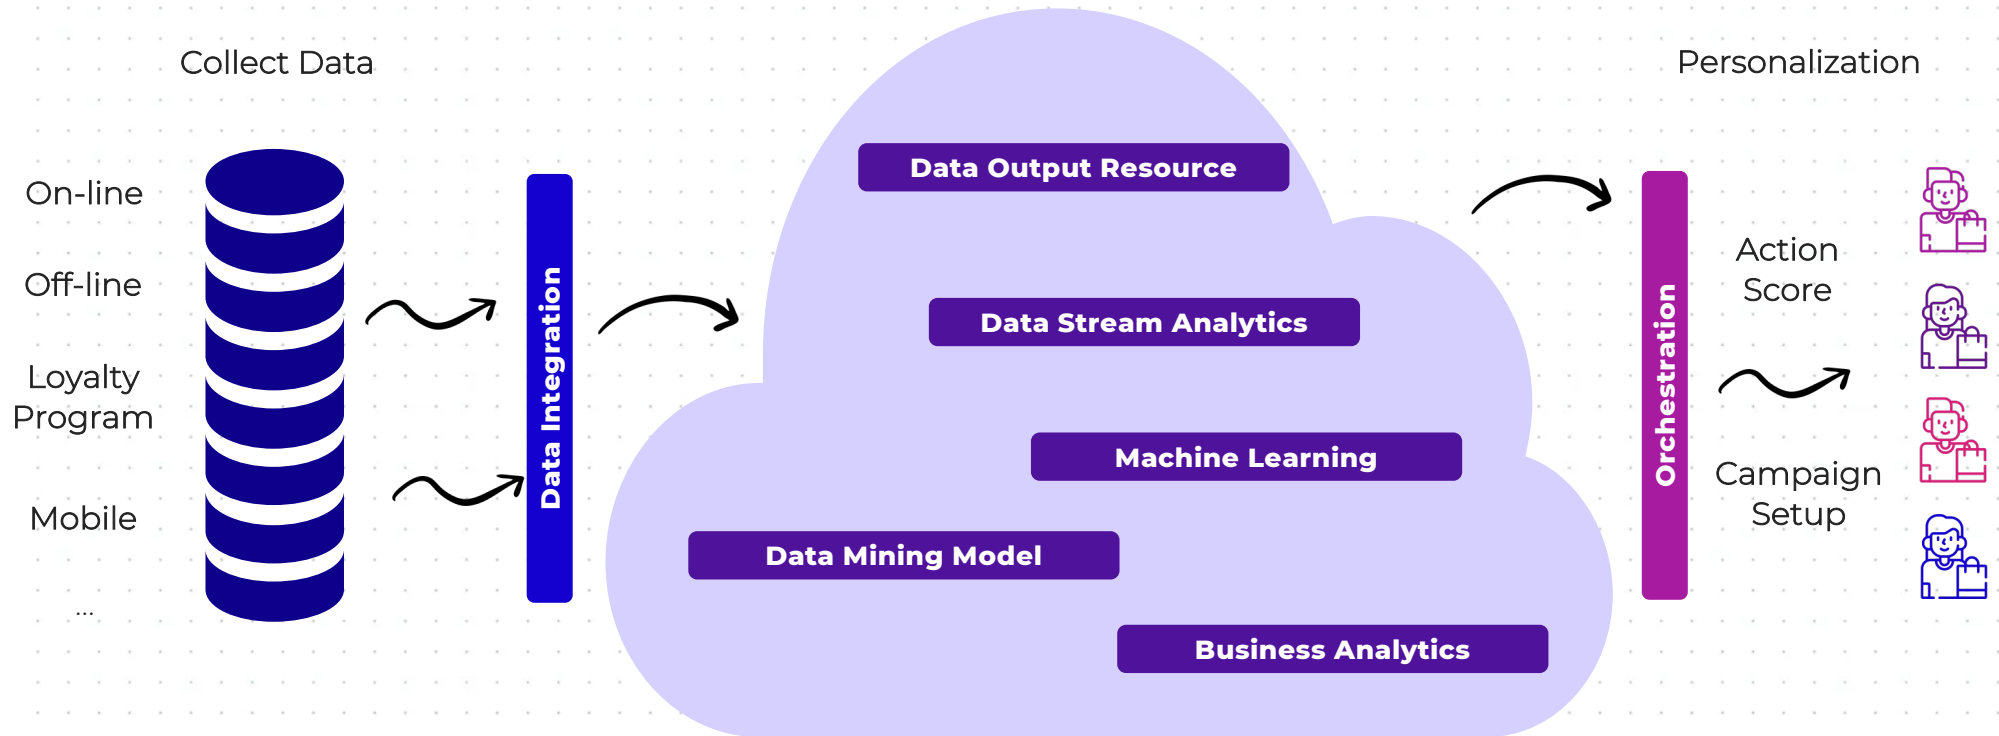 Collect Data
On-line
Off-line
Loyalty
Program
Mobile
...
Data Integration
Data Output Resource
Data Stream Analytics
Machine Learning
Data Mining Model
Business Analytics
Orchestration
Personalization
Action
Score
Campaign
Setup